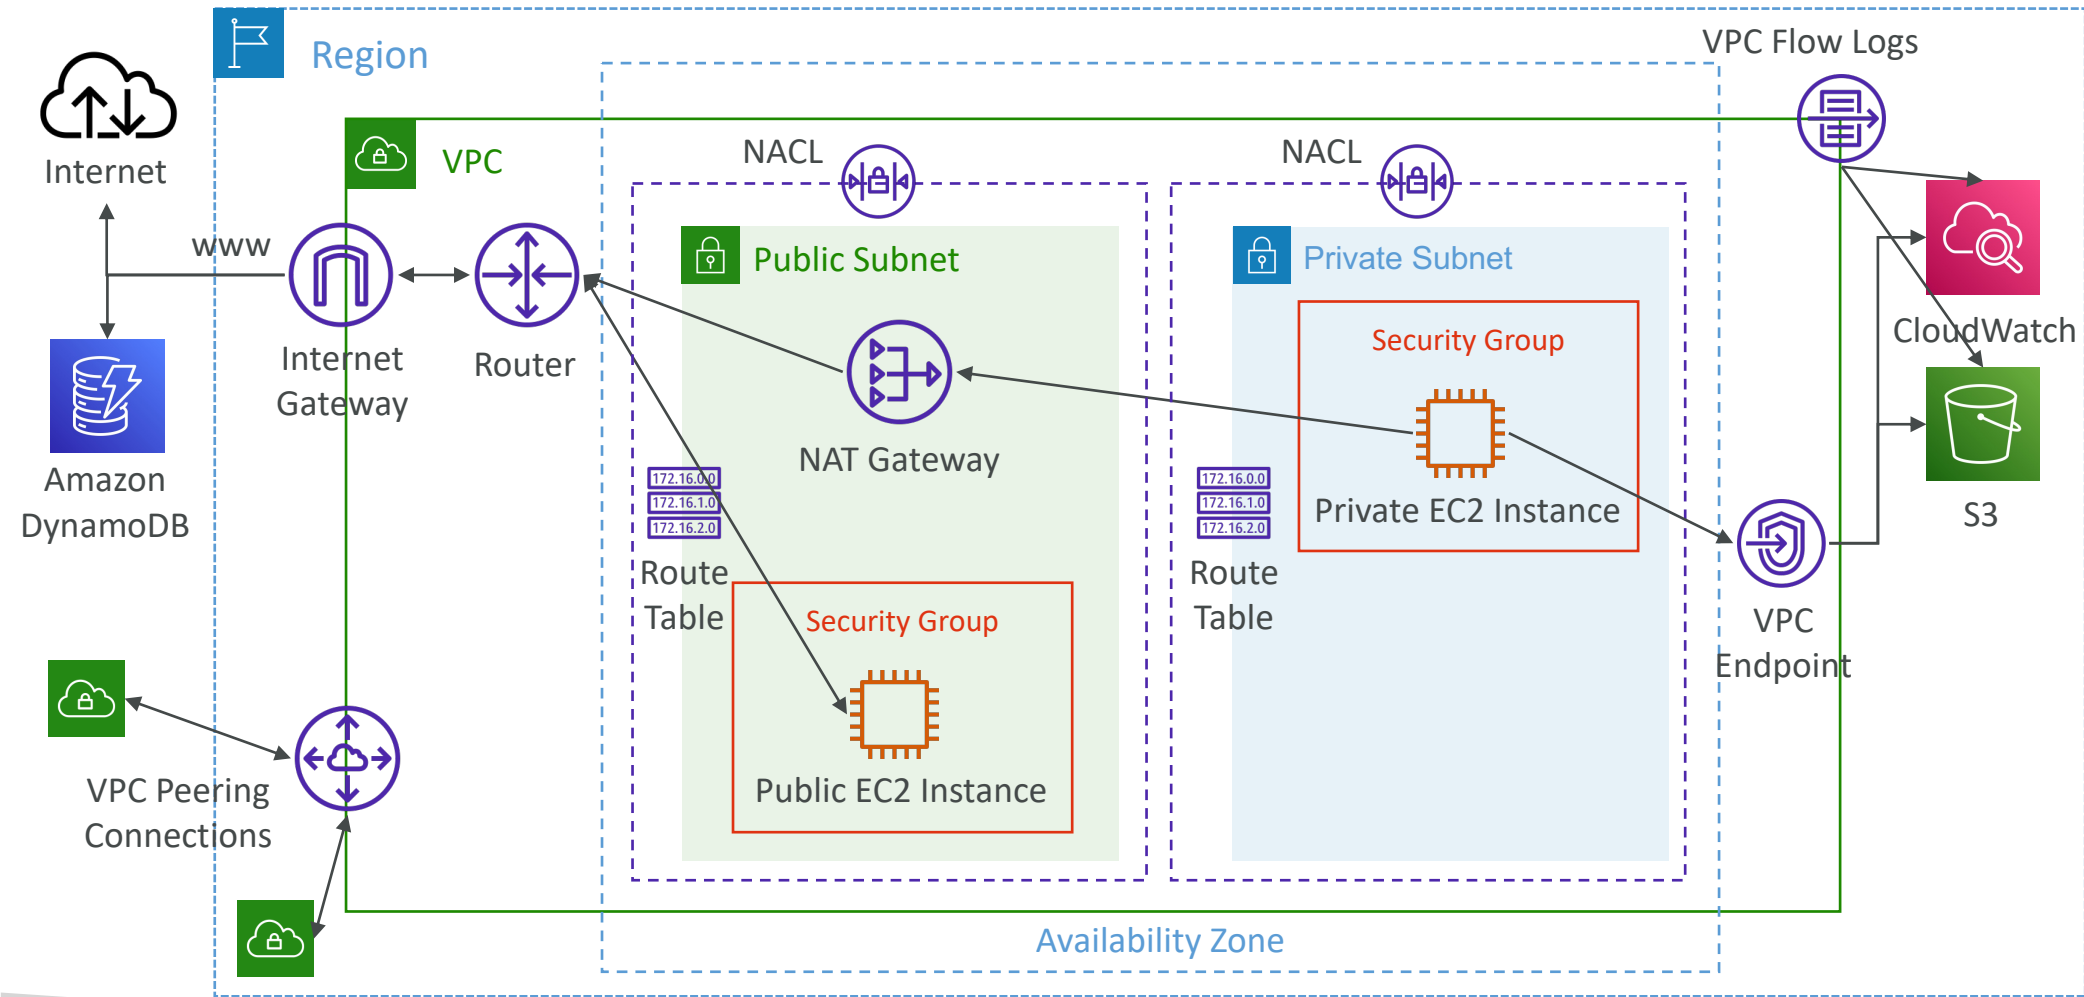 Region
VPC Flow Logs
Internet
VPC
NACL
NACL
www
Public Subnet
Private Subnet
Internet
Gateway
Router
Security Group
CloudWatch
Amazon
DynamoDB
NAT Gateway
172.16.0.0
172.16.1.0
172.16.2.0
Route
Table
172.16.0.0
172.16.1.0
172.16.2.0
Route
Table
Private EC2 Instance
S3
Security Group
VPC
Endpoint
VPC Peering
Connections
Public EC2 Instance
Availability Zone